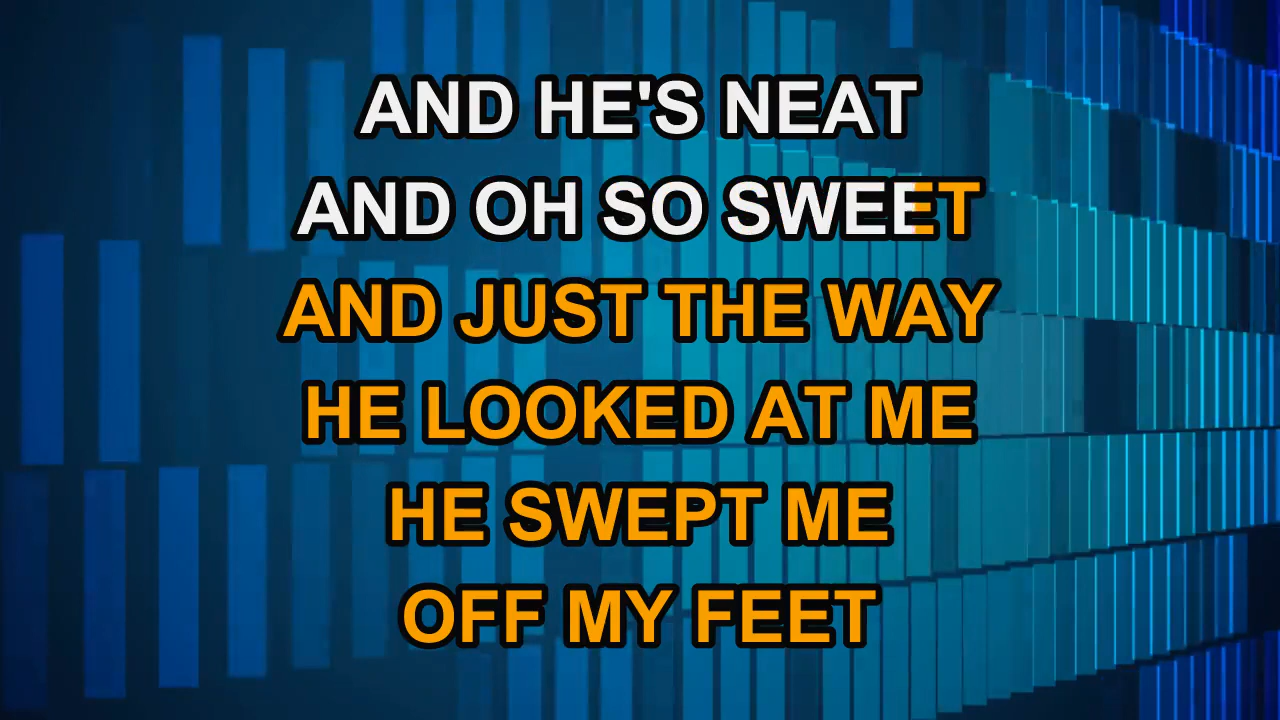 AND HE'S NEAT
AND OH SO SWEET
AND JUST THE WAY
HE LOOKED AT ME
HE SWEPT ME
OFF MY FEET